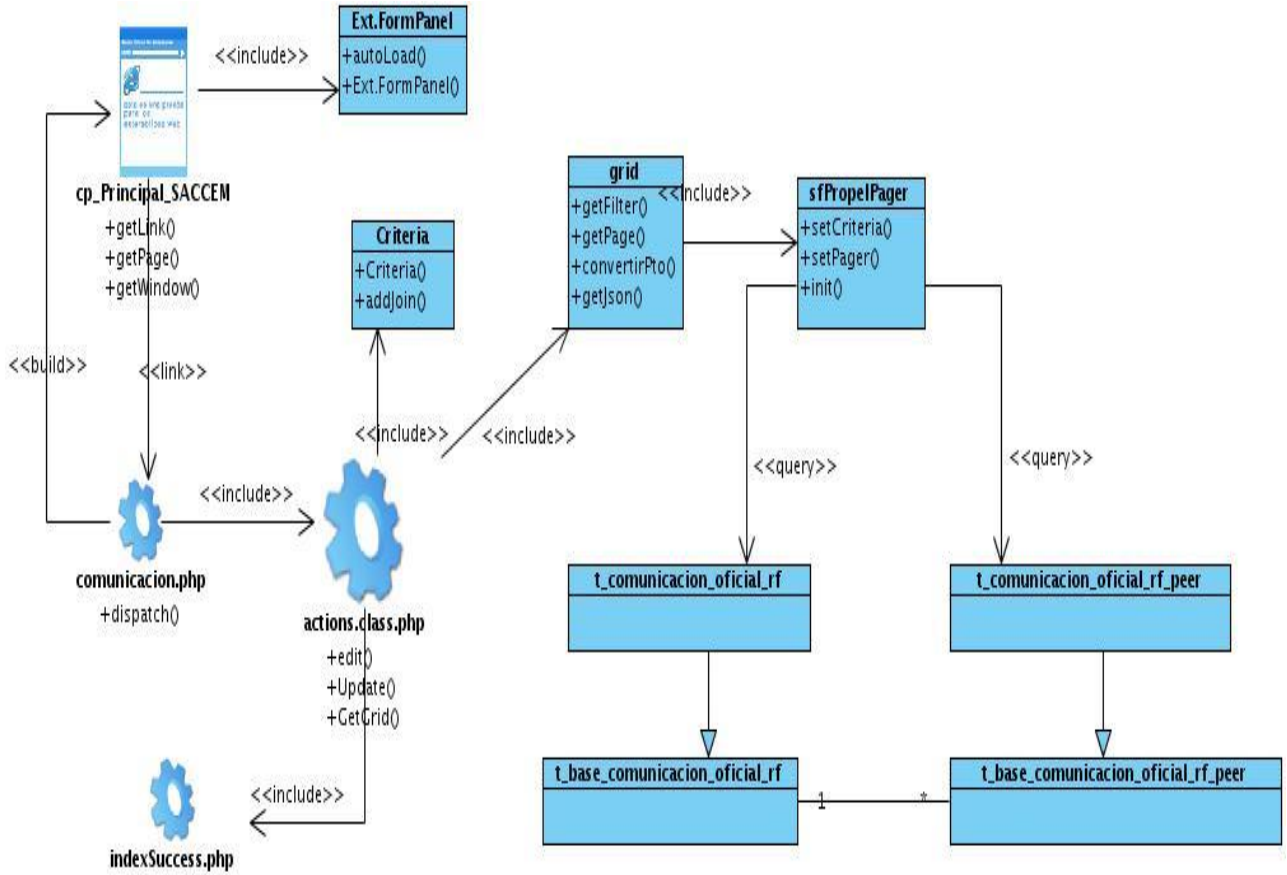 Ext.FormPanel
+autoLoad()
+Ext.FormPanel()
<<include>>
cp_Principal_SACCEM
+getLink()
+getPage()
+getWindow()
grid
+getFilter()
+getPage()
+convertirPto()
+getJson()
<<include>>
sfPropelPager
+setCriteria()
+setPager()
+init()
Criteria
+Criteria()
+addJoin()
<<build>>
<<link>>
<<include>>
<<include>>
<<query>>
<<query>>
<<include>>
comunicacion.php
+dispatch()
actions.class.php
+edit()
+Update()
+GetGrid()
t_comunicacion_oficial_rf
t_comunicacion_oficial_rf_peer
t_base_comunicacion_oficial_rf
t_base_comunicacion_oficial_rf_peer
1
*
<<include>>
indexSuccess.php